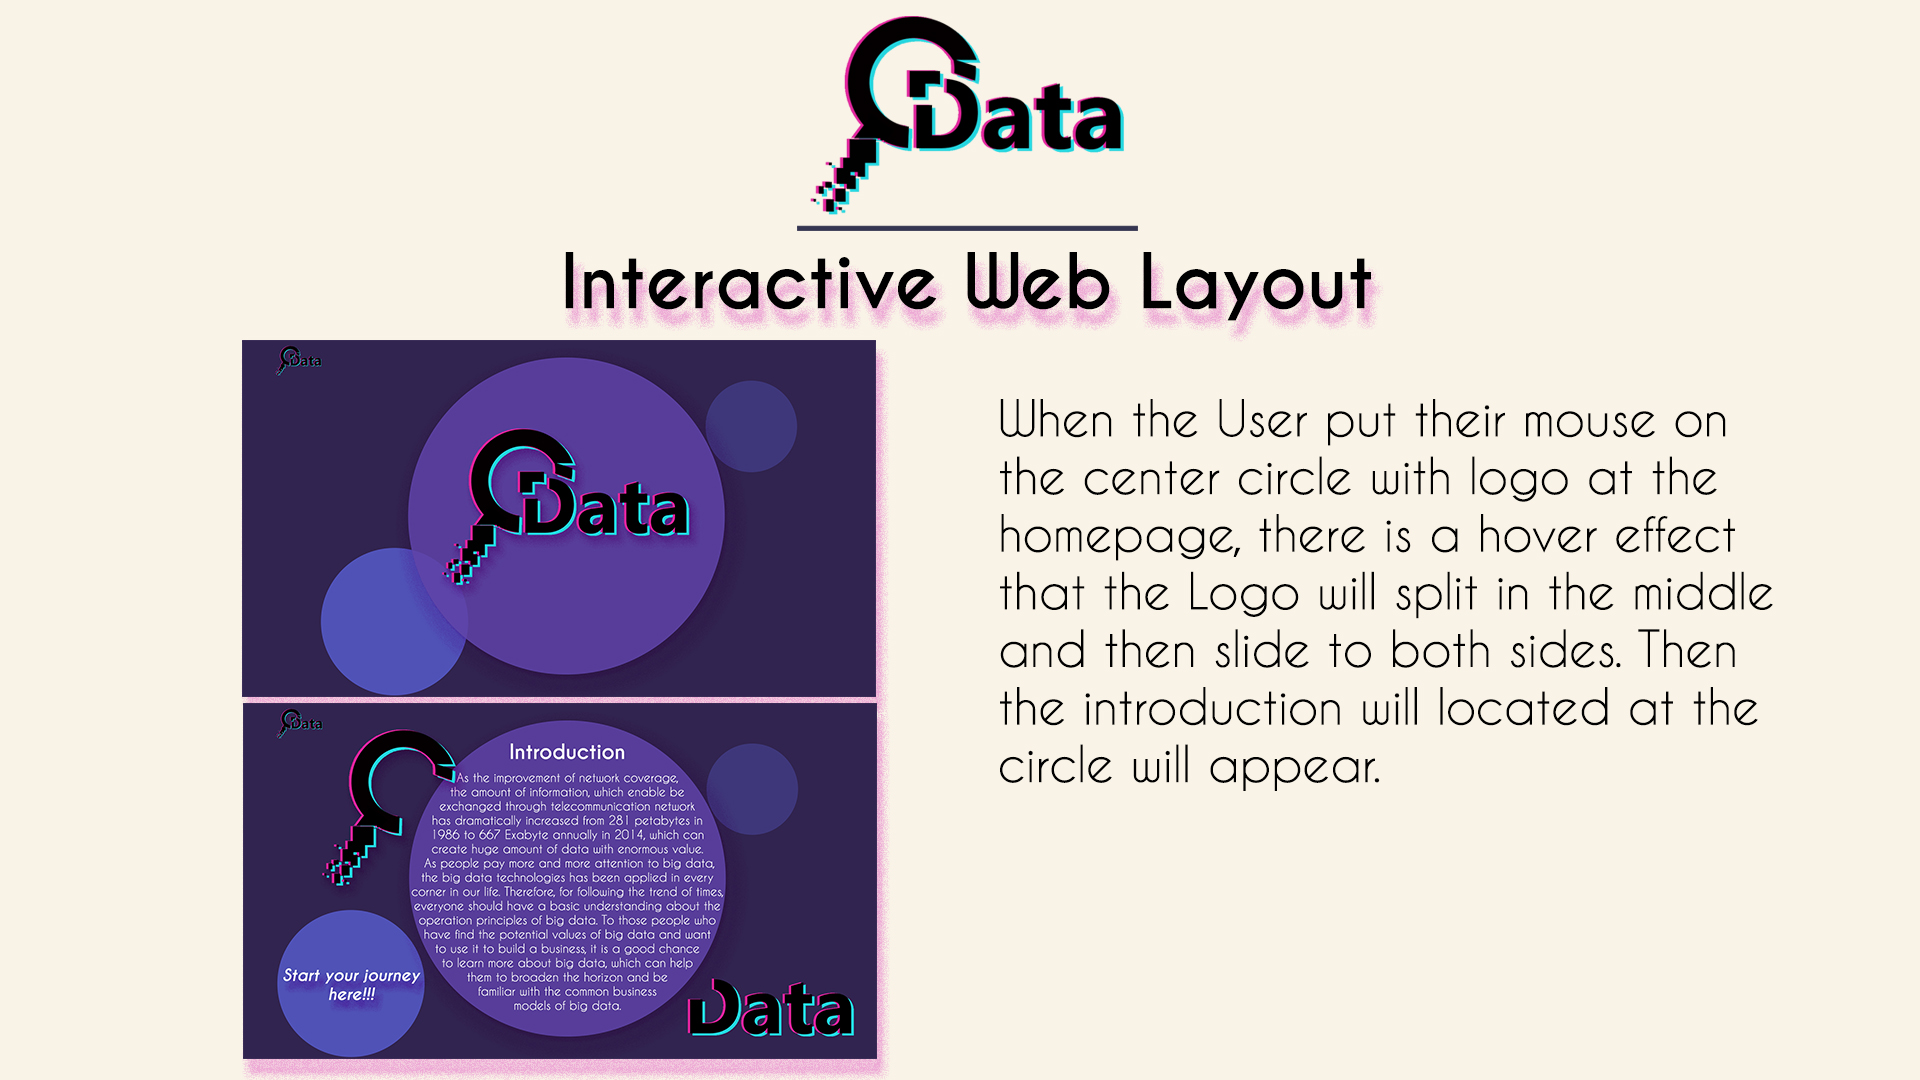 Data
Interactive Web Layout
Data
Data
When the User put their mouse on
the center circle with logo at the
homepage, there is a hover effect
that the Logo will split in the middle
and then slide to both sides. Then
the introduction will located at the
circle will appear.
Data
Introduction
As the improvement of network coverage,
the amount of information, which enable be
exchanged through telecommunication network
has dramatically increased from 281 petabytes in
1986 to 667 Exabyte annually in 2014, which can
create huge amount of data with enormous value.
As people pay more and more attention to big data,
the big data technologies has been applied in every
corner in our life. Therefore, for following the trend of times,
everyone should have a basic understanding about the
operation principles of big data. To those people who
have find the potential values of big data and want
to use it to build a business, it is a good chance
to learn more about big data, which can help
them to broaden the horizon and be
familiar with the common business
models of big data.
Start your journey
here!!!
Data